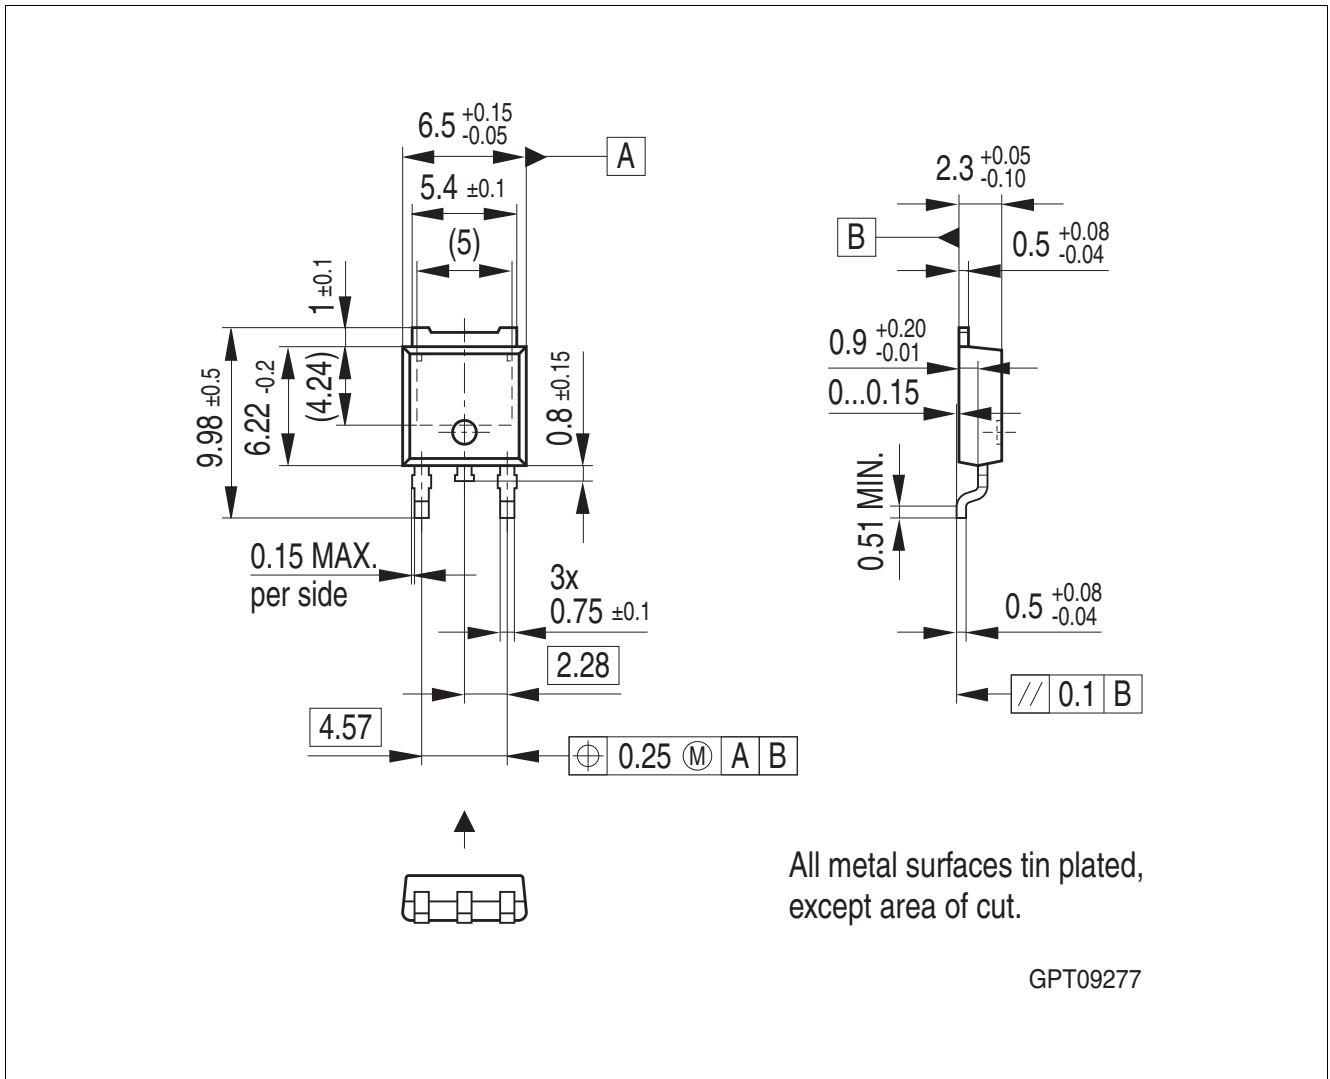 6.5 +0.15 -0.05
A
5.4 ±0.1
(5)
1 ±0.1
9.98 ±0.5
6.22 -0.2
(4.24)
0.8 ±0.15
0.15 MAX.
per side
3x
0.75 ±0.1
2.28
4.57
0.25 Ⓜ A B
2.3 +0.05 -0.10
B
0.5 +0.08 -0.04
0.9 +0.20 -0.01
0...0.15
0.51 MIN.
0.5 +0.08 -0.04
// 0.1 B
All metal surfaces tin plated,
except area of cut.
GPT09277